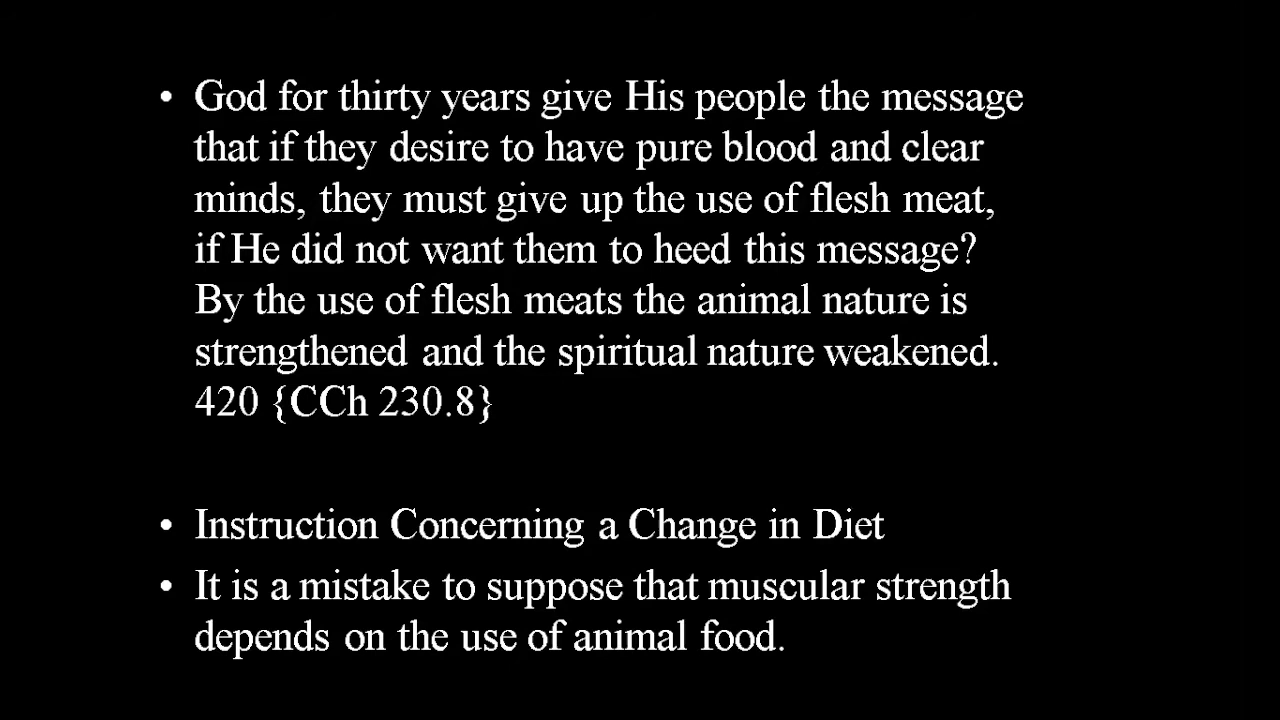 • God for thirty years give His people the message
that if they desire to have pure blood and clear
minds, they must give up the use of flesh meat,
if He did not want them to heed this message?
By the use of flesh meats the animal nature is
strengthened and the spiritual nature weakened.
420 {CCh 230.8}
• Instruction Concerning a Change in Diet
• It is a mistake to suppose that muscular strength
depends on the use of animal food.